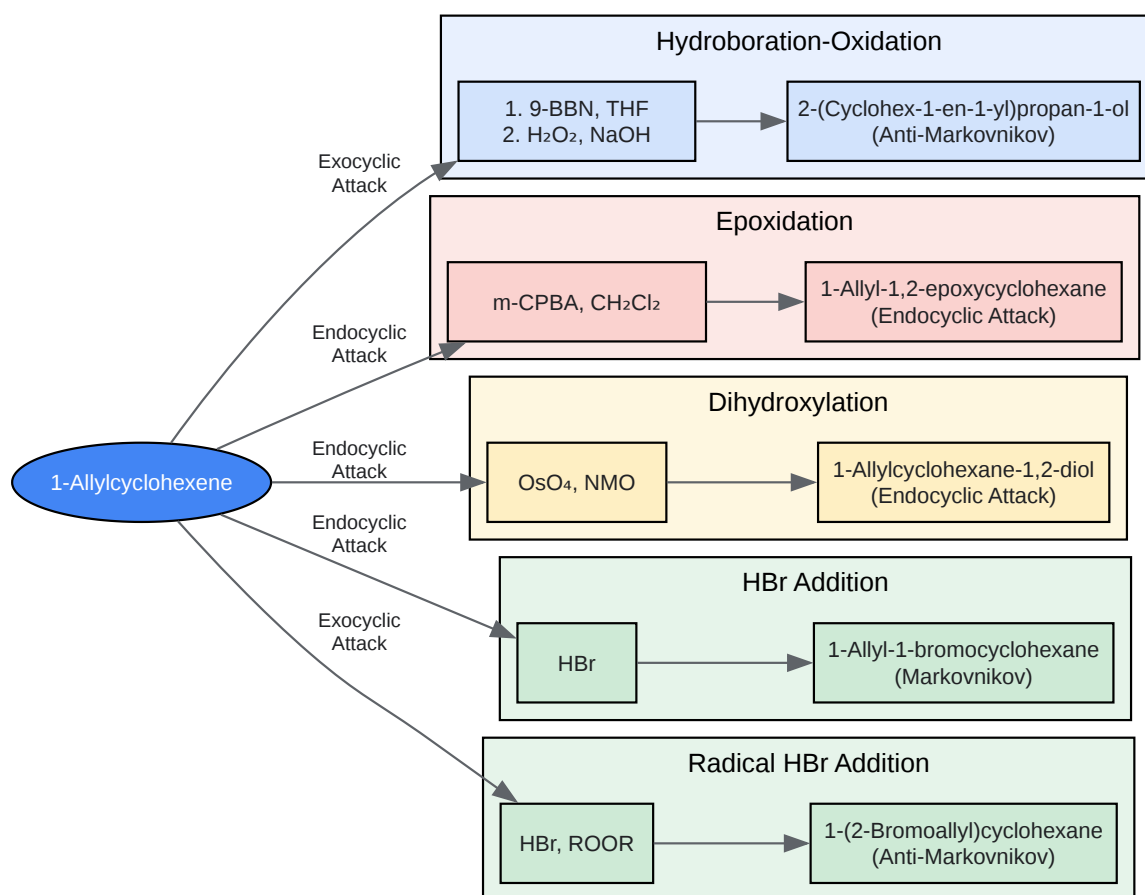 Hydroboration-Oxidation
1. 9-BBN, THF
2. H₂O₂, NaOH
2-(Cyclohex-1-en-1-yl)propan-1-ol
(Anti-Markovnikov)
Exocyclic
Attack
Epoxidation
m-CPBA, CH₂Cl₂
1-Allyl-1,2-epoxycyclohexane
(Endocyclic Attack)
Endocyclic
Attack
Dihydroxylation
Endocyclic
Attack
1-Allylcyclohexene
OsO₄, NMO
1-Allylcyclohexane-1,2-diol
(Endocyclic Attack)
Endocyclic
Attack
HBr Addition
HBr
1-Allyl-1-bromocyclohexane
(Markovnikov)
Exocyclic
Attack
Radical HBr Addition
HBr, ROOR
1-(2-Bromoallyl)cyclohexane
(Anti-Markovnikov)